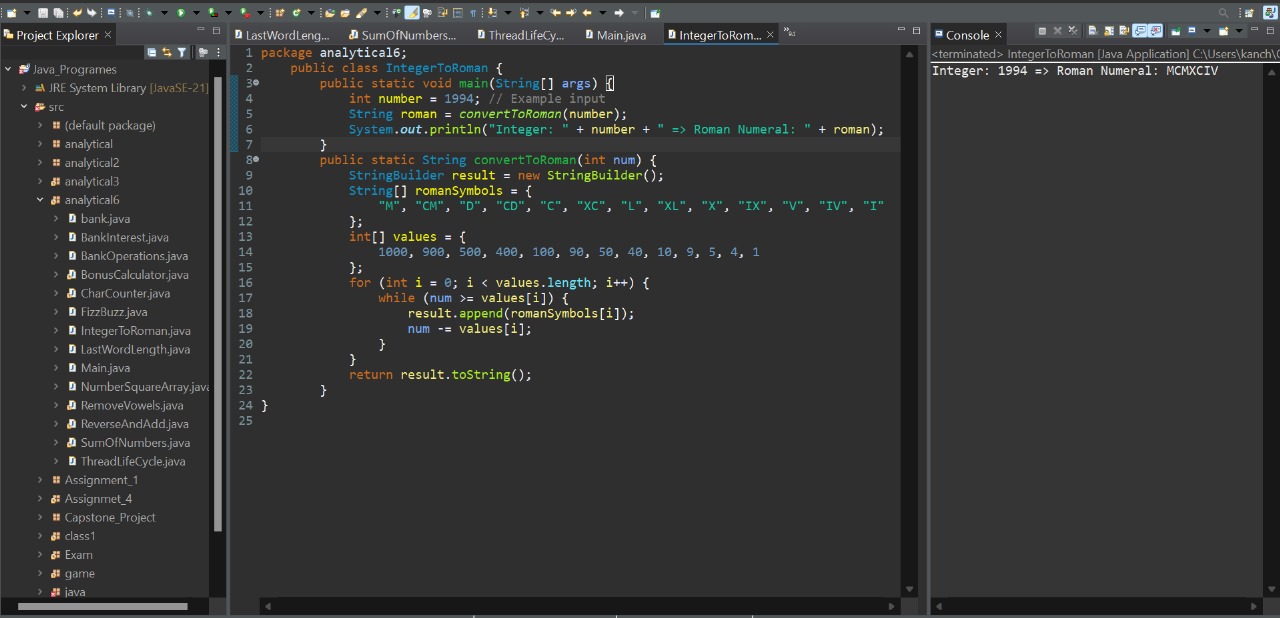 Project Explorer
Java_Programes
JRE System Library [JavaSE-21]
src
(default package)
analytical
analytical2
analytical3
analytical6
bank.java
BankInterest.java
BankOperations.java
BonusCalculator.java
CharCounter.java
FizzBuzz.java
IntegerToRoman.java
LastWordLength.java
Main.java
NumberSquareArray.java
RemoveVowels.java
ReverseAndAdd.java
SumOfNumbers.java
ThreadLifeCycle.java
Assignment_1
Assignmet_4
Capstone_Project
class1
Exam
game
java
LastWordLeng... SumOfNumbers... ThreadLifeCy... Main.java IntegerToRom...
1 package analytical6;
2 public class IntegerToRoman {
3 public static void main(String[] args) {
4 int number = 1994; // Example input
5 String roman = convertToRoman(number);
6 System.out.println("Integer: " + number + " => Roman Numeral: " + roman);
7 }
8 public static String convertToRoman(int num) {
9 StringBuilder result = new StringBuilder();
10 String[] romanSymbols = {
11 "M", "CM", "D", "CD", "C", "XC", "L", "XL", "X", "IX", "V", "IV", "I"
12 };
13 int[] values = {
14 1000, 900, 500, 400, 100, 90, 50, 40, 10, 9, 5, 4, 1
15 };
16 for (int i = 0; i < values.length; i++) {
17 while (num >= values[i]) {
18 result.append(romanSymbols[i]);
19 num -= values[i];
20 }
21 }
22 return result.toString();
23 }
24 }
25
Console
<terminated> IntegerToRoman [Java Application] C:\Users\kanch\
Integer: 1994 => Roman Numeral: MCMXCIV